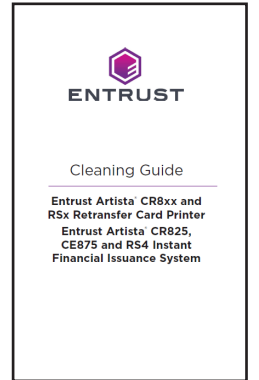 ENTRUST
Cleaning Guide
Entrust Artista® CR8xx and
RSx Retransfer Card Printer
Entrust Artista® CR825,
CE875 and RS4 Instant
Financial Issuance System